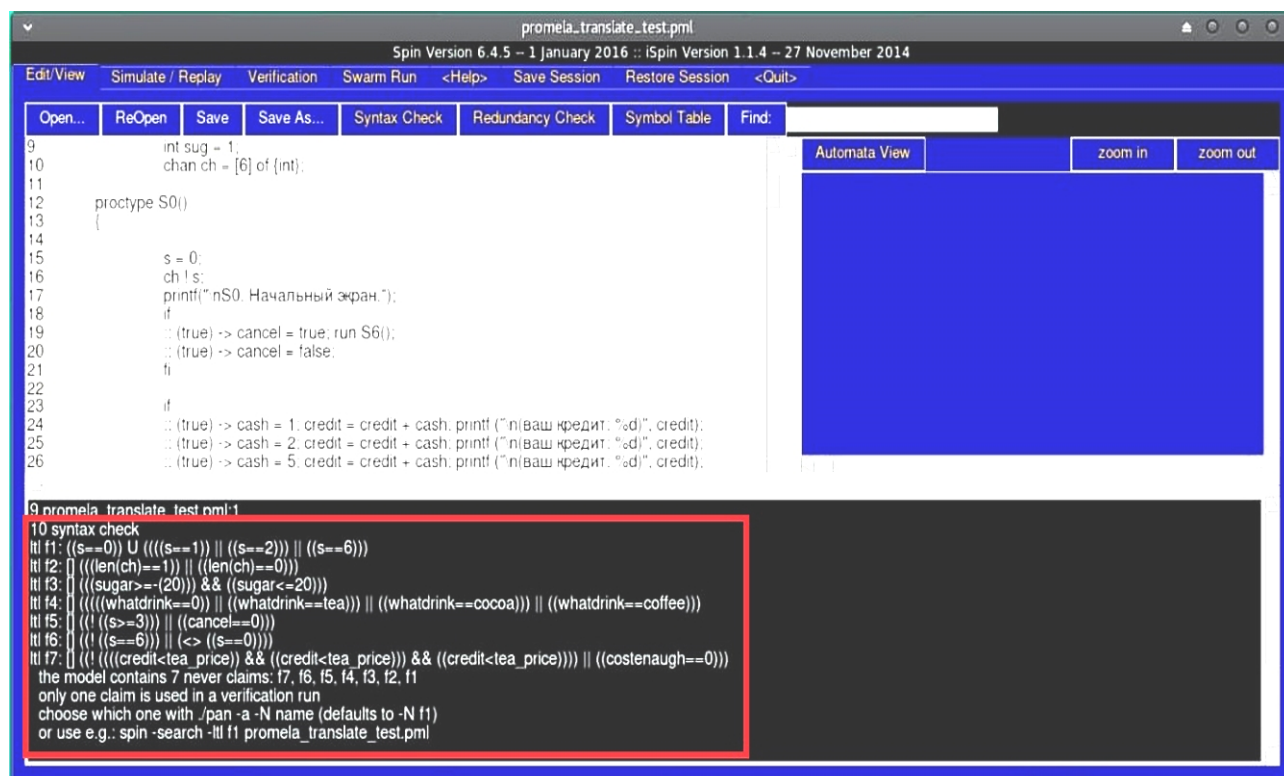 promela_translate_test.pml
Spin Version 6.4.5 -- 1 January 2016 :: iSpin Version 1.1.4 -- 27 November 2014
Edit/View Simulate / Replay Verification Swarm Run <Help> Save Session Restore Session <Quit>
Open... ReOpen Save Save As... Syntax Check Redundancy Check Symbol Table Find:
Automata View zoom in zoom out
9 int sug = 1;
10 chan ch = [6] of {int};
11
12 proctype S0()
13 {
14
15 s = 0;
16 ch ! s;
17 printf("\nS0. Начальный экран.");
18 if
19 :: (true) -> cancel = true; run S6();
20 :: (true) -> cancel = false;
21 fi
22
23 if
24 :: (true) -> cash = 1; credit = credit + cash; printf ("\n(ваш кредит: %d)", credit);
25 :: (true) -> cash = 2; credit = credit + cash; printf ("\n(ваш кредит: %d)", credit);
26 :: (true) -> cash = 5; credit = credit + cash; printf ("\n(ваш кредит: %d)", credit);
9 promela_translate_test.pml:1
10 syntax check
ltl f1: ((s==0)) U ((((s==1)) || ((s==2))) || ((s==6)))
ltl f2: [] (((len(ch)==1)) || ((len(ch)==0)))
ltl f3: [] (((sugar>=-(20))) && ((sugar<=20)))
ltl f4: [] (((((whatdrink==0)) || ((whatdrink==tea))) || ((whatdrink==cocoa))) || ((whatdrink==coffee)))
ltl f5: [] ((! ((s>=3))) || ((cancel==0)))
ltl f6: [] ((! ((s==6))) || (<> ((s==0))))
ltl f7: [] ((! ((((credit<tea_price)) && ((credit<tea_price))) && ((credit<tea_price)))) || ((costenaugh==0)))
the model contains 7 never claims: f7, f6, f5, f4, f3, f2, f1
only one claim is used in a verification run
choose which one with ./pan -a -N name (defaults to -N f1)
or use e.g.: spin -search -ltl f1 promela_translate_test.pml